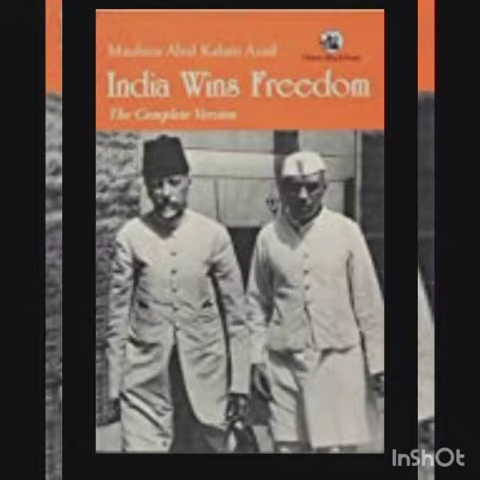 Maulana Abul Kalam Azad
India Wins Freedom
The Complete Version
InShOt